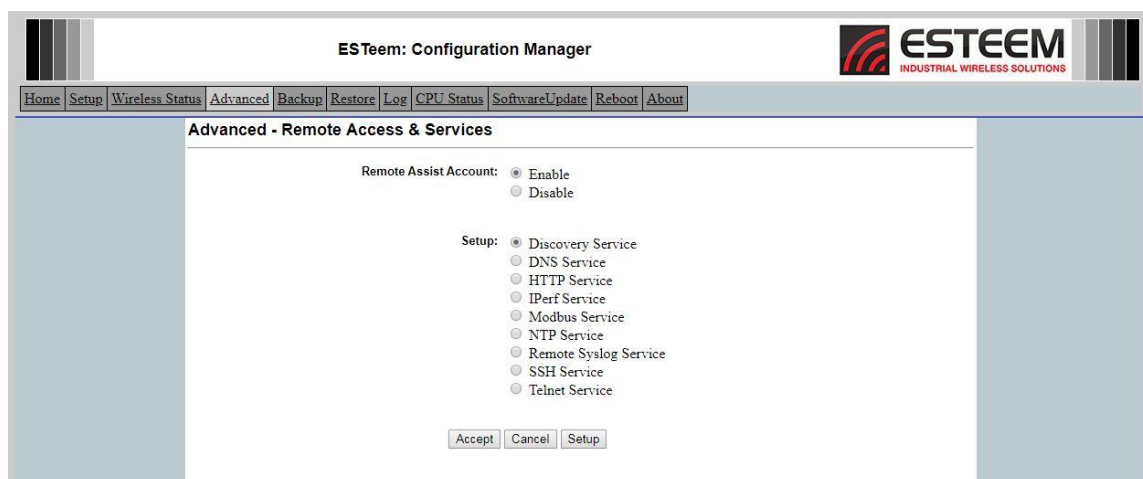 ESTeem: Configuration Manager
ESTEEM
INDUSTRIAL WIRELESS SOLUTIONS
Home Setup Wireless Status Advanced Backup Restore Log CPU Status SoftwareUpdate Reboot About
Advanced - Remote Access & Services
Remote Assist Account: Enable
Disable
Setup: Discovery Service
DNS Service
HTTP Service
IPerf Service
Modbus Service
NTP Service
Remote Syslog Service
SSH Service
Telnet Service
Accept Cancel Setup